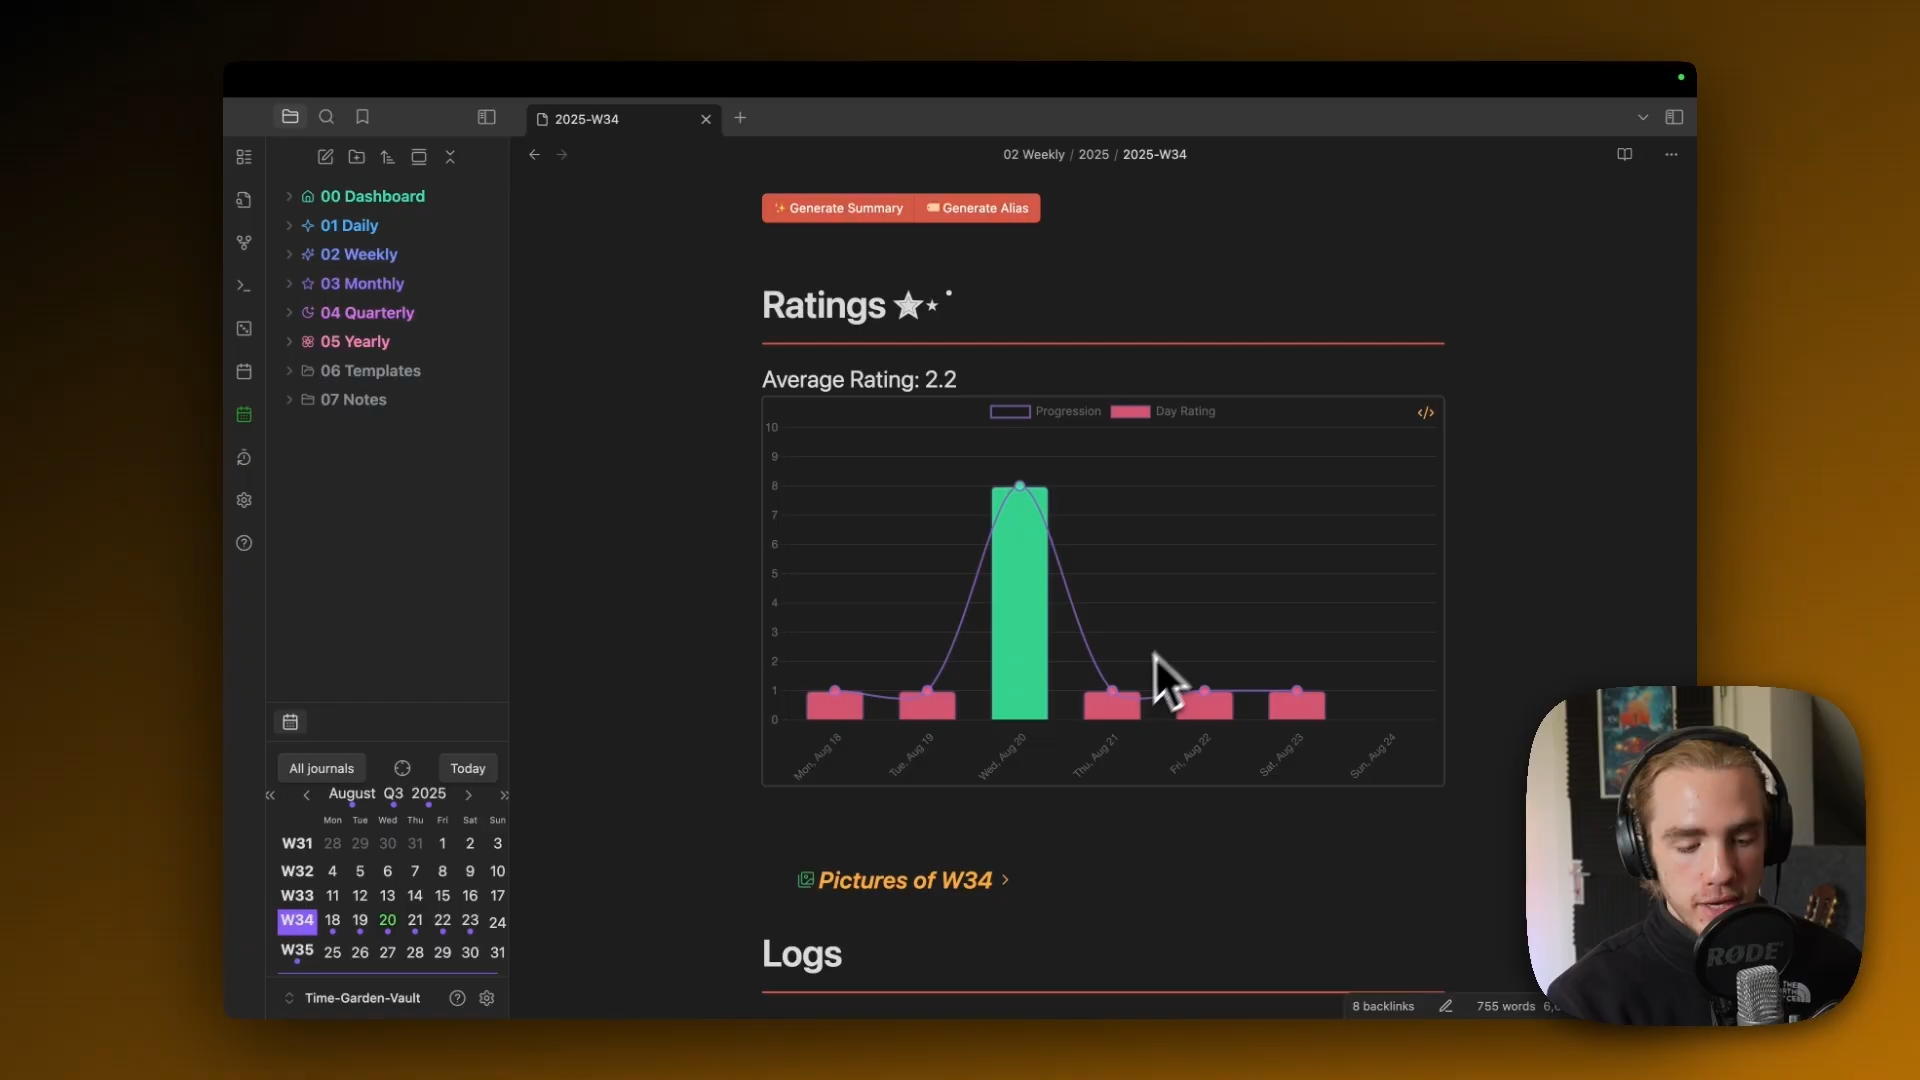 2025-W34
02 Weekly / 2025 / 2025-W34
00 Dashboard
01 Daily
02 Weekly
03 Monthly
04 Quarterly
05 Yearly
06 Templates
07 Notes
All journals
Today
August Q3 2025
Mon Tue Wed Thu Fri Sat Sun
W31 28 29 30 31 1 2 3
W32 4 5 6 7 8 9 10
W33 11 12 13 14 15 16 17
W34 18 19 20 21 22 23 24
W35 25 26 27 28 29 30 31
Time-Garden-Vault
Generate Summary Generate Alias
Ratings
Average Rating: 2.2
Progression Day Rating
</>
10
9
8
7
6
5
4
3
2
1
0
Mon, Aug 18
Tue, Aug 19
Wed, Aug 20
Thu, Aug 21
Fri, Aug 22
Sat, Aug 23
Sun, Aug 24
Pictures of W34
Logs
8 backlinks 755 words
RØDE